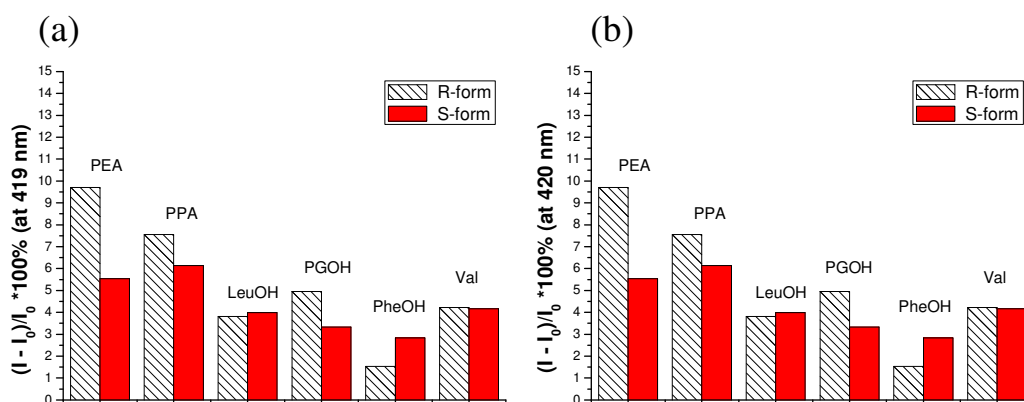 (a)
(b)
15
14
13
12
11
10
9
8
7
6
5
4
3
2
1
0
(I - I0)/I0 *100% (at 419 nm)
R-form
S-form
PEA
PPA
LeuOH
PGOH
PheOH
Val
15
14
13
12
11
10
9
8
7
6
5
4
3
2
1
0
(I - I0)/I0 *100% (at 420 nm)
R-form
S-form
PEA
PPA
LeuOH
PGOH
PheOH
Val